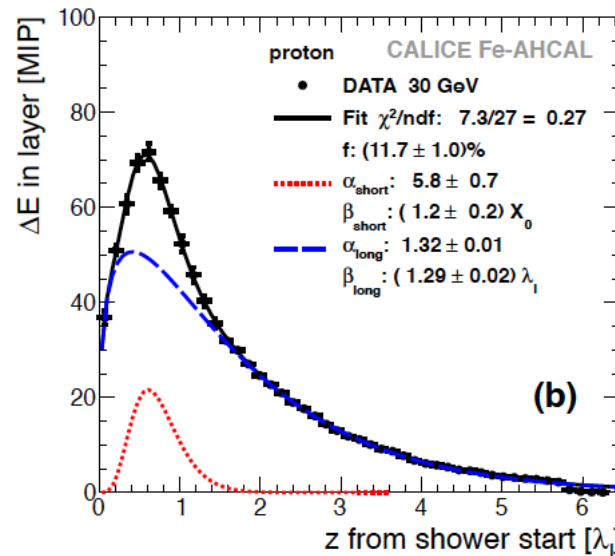 proton CALICE Fe-AHCAL
DATA 30 GeV
Fit χ²/ndf: 7.3/27 = 0.27
f: (11.7 ± 1.0)%
α_short: 5.8 ± 0.7
β_short: (1.2 ± 0.2) X_0
α_long: 1.32 ± 0.01
β_long: (1.29 ± 0.02) λ_I
(b)
ΔE in layer [MIP]
100
80
60
40
20
0
0 1 2 3 4 5 6
z from shower start [λ_I